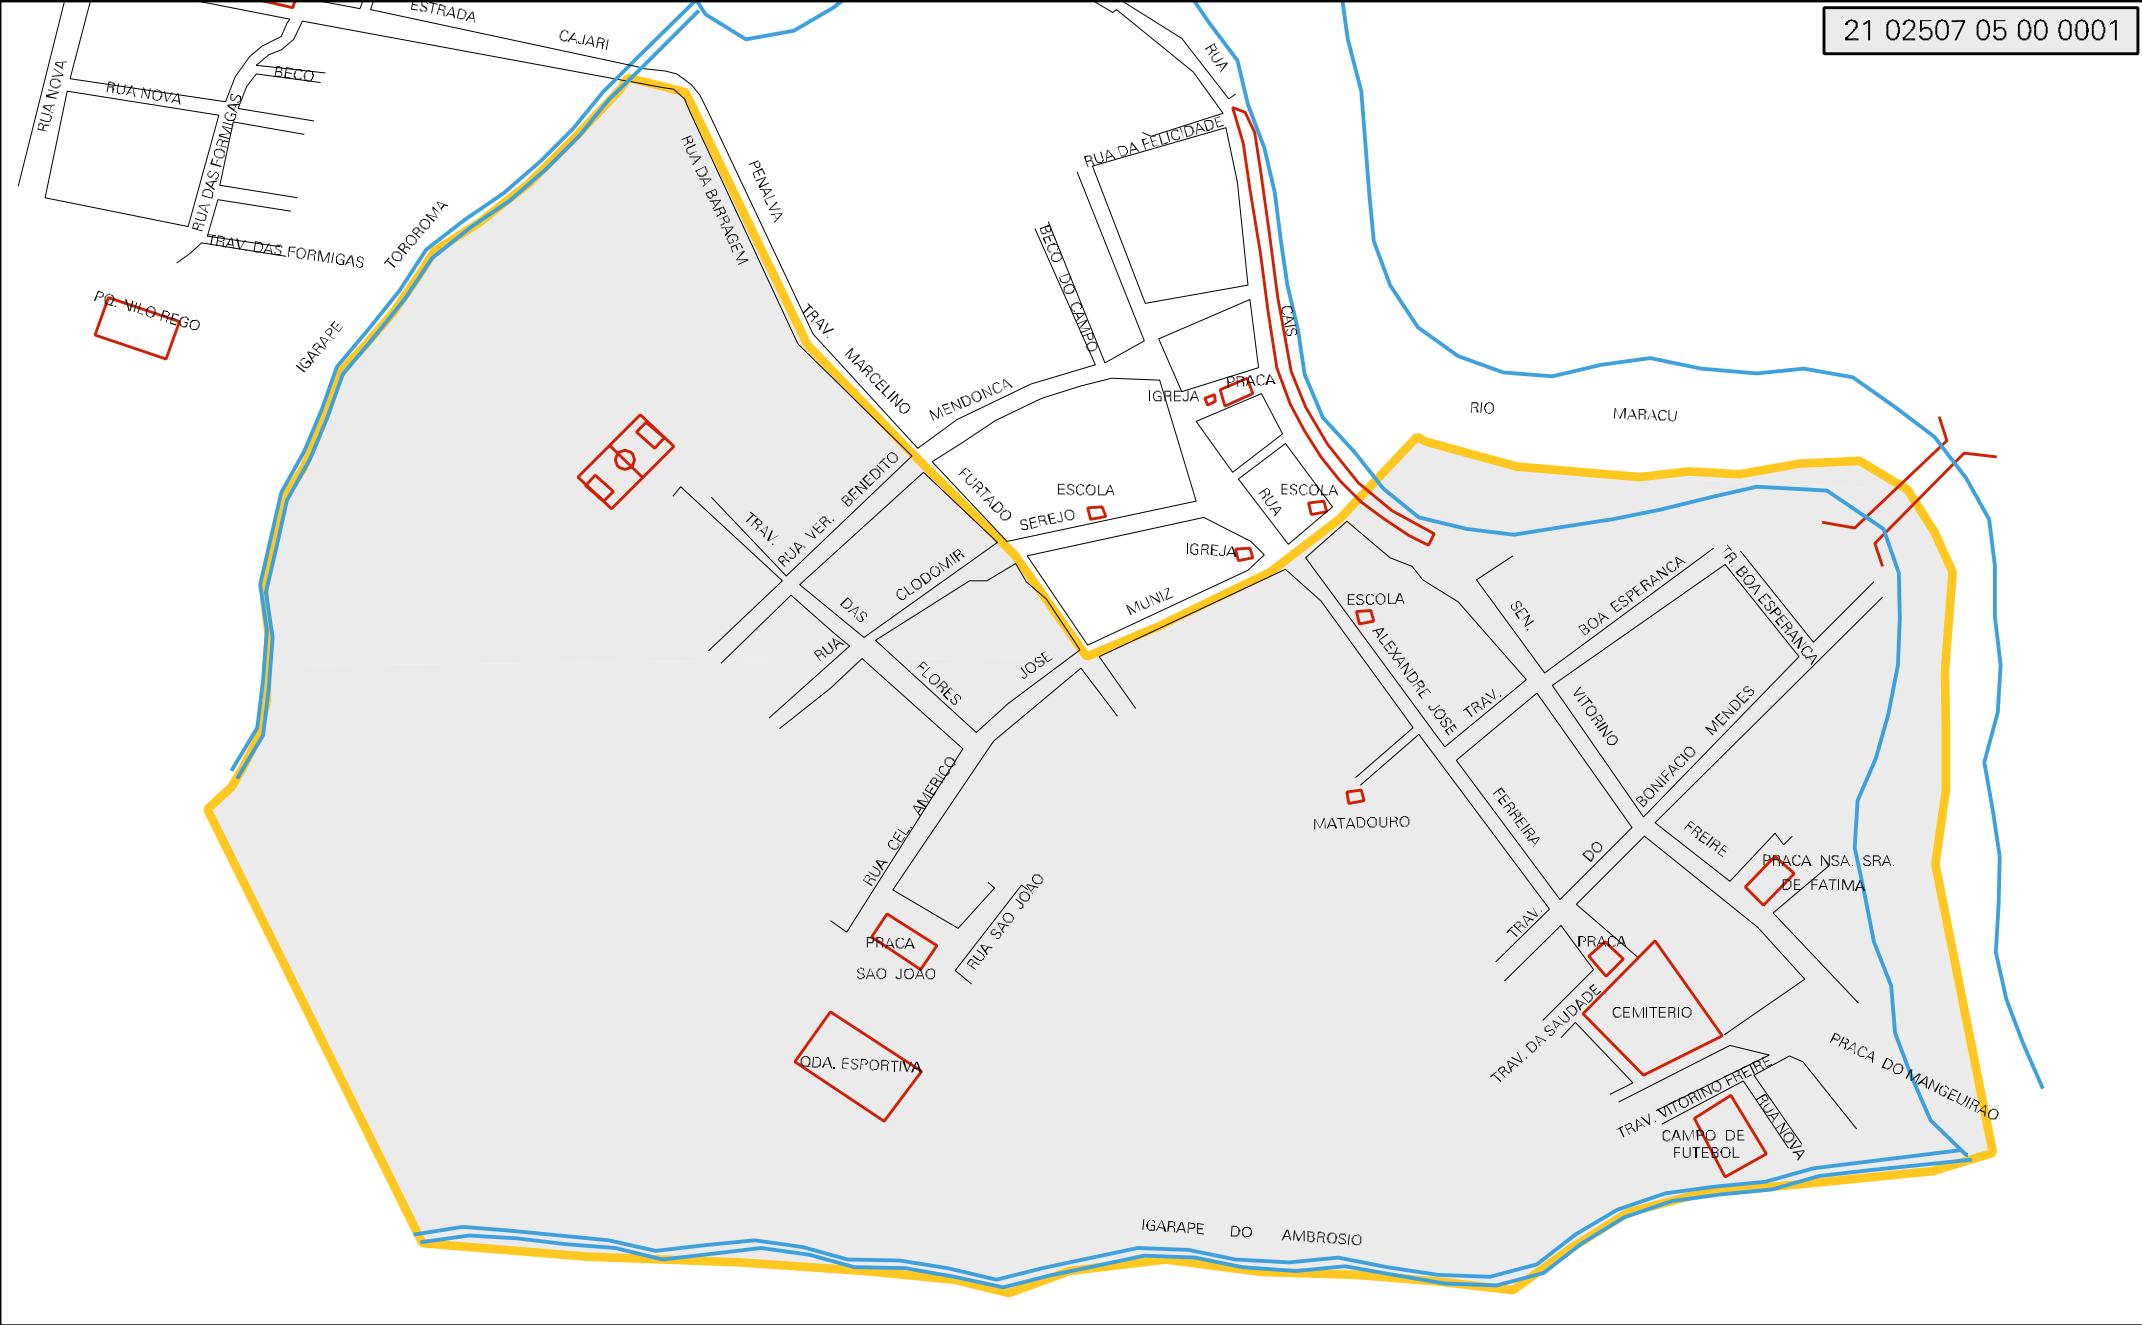 21 02507 05 00 0001
ESTRADA
CAJARI
RUA
BECO
RUA NOVA
RUA NOVA
RUA DAS FORMIGAS
RUA DA FELICIDADE
RUA DA BARRAGEM
PENALVA
TOROROMA
TRAV. DAS FORMIGAS
BECO DO CAMPO
PQ. NILO REGO
IGARAPE
TRAV. MARCELINO
CAIS
MENDONCA
IGREJA
PRACA
RIO MARACU
FURTADO
RUA VER. BENEDITO
ESCOLA
RUA
ESCOLA
SEREJO
TRAV.
IGREJA
CLODOMIR
DAS
MUNIZ
ESCOLA
SEN.
BOA ESPERANCA
TR. BOA ESPERANCA
RUA
FLORES
JOSE
ALEXANDRE JOSE
TRAV.
VITORINO
BONIFACIO MENDES
RUA CEL. AMERICO
MATADOURO
FERREIRA
DO
FREIRE
PRACA NSA. SRA.
DE FATIMA
RUA SAO JOAO
TRAV.
PRACA
SAO JOAO
PRACA
CEMITERIO
TRAV. DA SAUDADE
QDA. ESPORTIVA
PRACA DO MANGEUIRAO
TRAV. VITORINO FREIRE
RUA NOVA
CAMPO DE
FUTEBOL
IGARAPE DO AMBROSIO